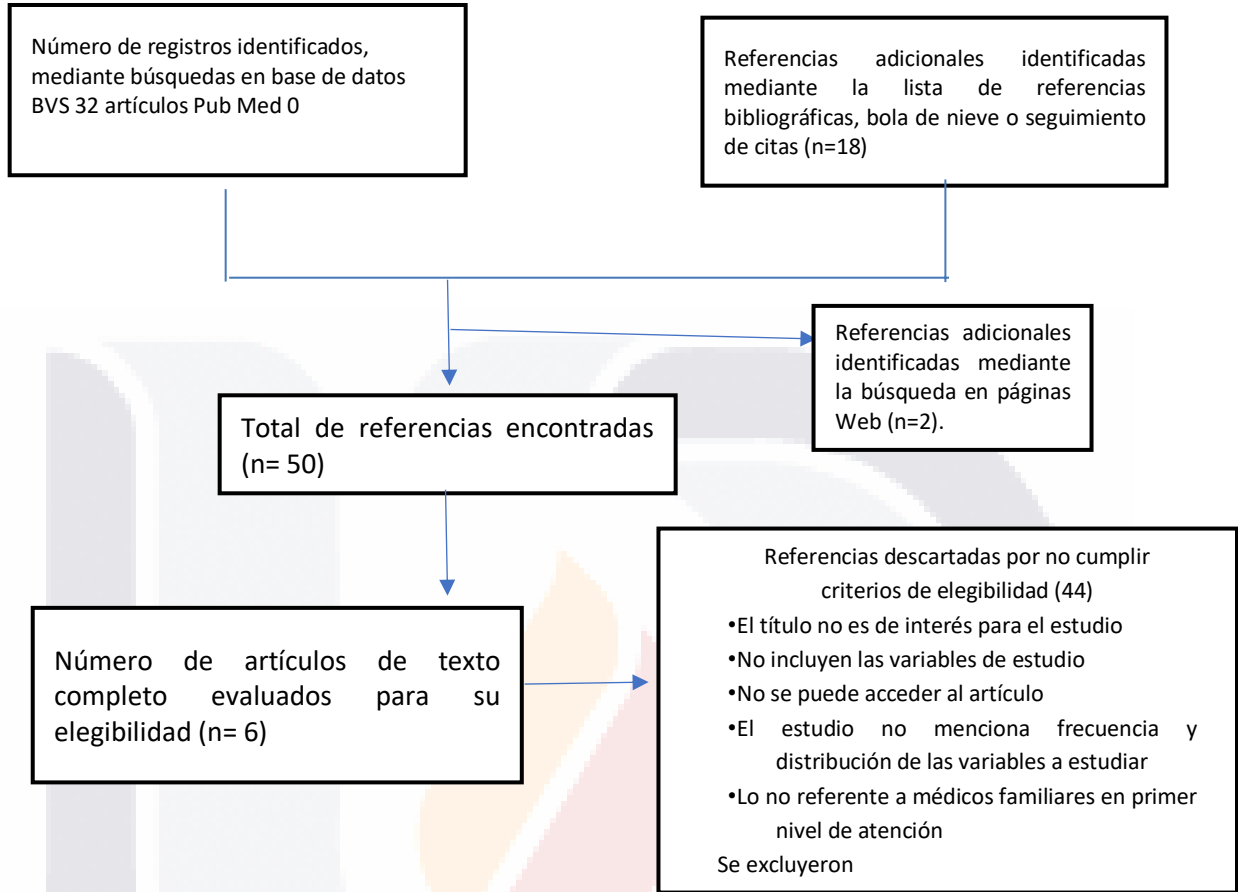 Número de registros identificados,
mediante búsquedas en base de datos
BVS 32 artículos Pub Med 0
Referencias adicionales identificadas
mediante la lista de referencias
bibliográficas, bola de nieve o seguimiento
de citas (n=18)
Referencias adicionales
identificadas mediante
la búsqueda en páginas
Web (n=2).
Total de referencias encontradas
(n= 50)
Número de artículos de texto
completo evaluados para su
elegibilidad (n= 6)
Referencias descartadas por no cumplir
criterios de elegibilidad (44)
•El título no es de interés para el estudio
•No incluyen las variables de estudio
•No se puede acceder al artículo
•El estudio no menciona frecuencia y
distribución de las variables a estudiar
•Lo no referente a médicos familiares en primer
nivel de atención
Se excluyeron